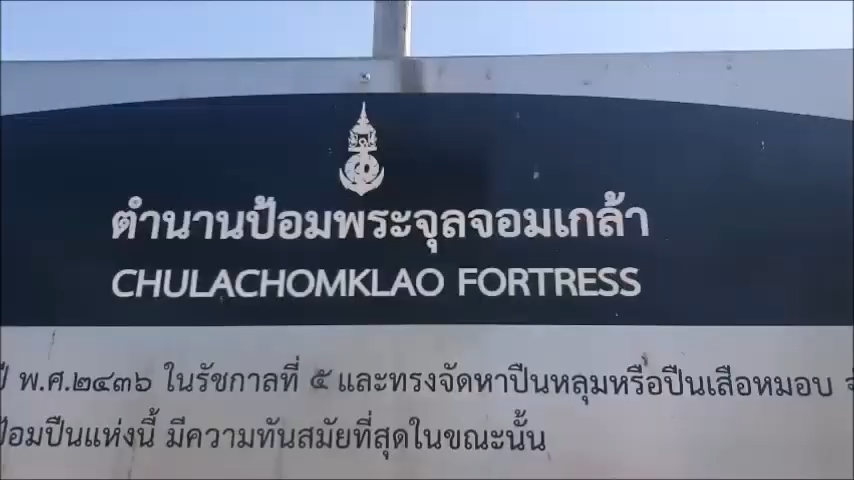 ตำนานป้อมพระจุลจอมเกล้า
CHULACHOMKLAO FORTRESS
พ.ศ.๒๔๓๖ ในรัชกาลที่ ๕ และทรงจัดหาปืนหลุมหรือปืนเสือหมอบ
ป้อมปืนแห่งนี้ มีความทันสมัยที่สุดในขณะนั้น